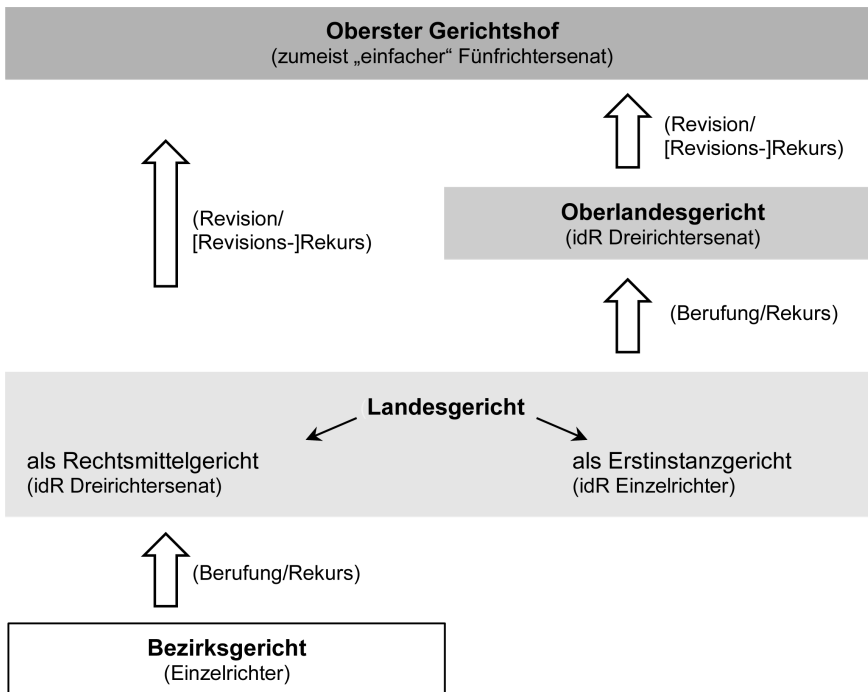 Oberster Gerichtshof
(zumeist „einfacher“ Fünfrichtersenat)
(Revision/
[Revisions-]Rekurs)
Oberlandesgericht
(idR Dreirichtersenat)
(Revision/
[Revisions-]Rekurs)
(Berufung/Rekurs)
Landesgericht
als Rechtsmittelgericht
(idR Dreirichtersenat)
als Erstinstanzgericht
(idR Einzelrichter)
(Berufung/Rekurs)
Bezirksgericht
(Einzelrichter)